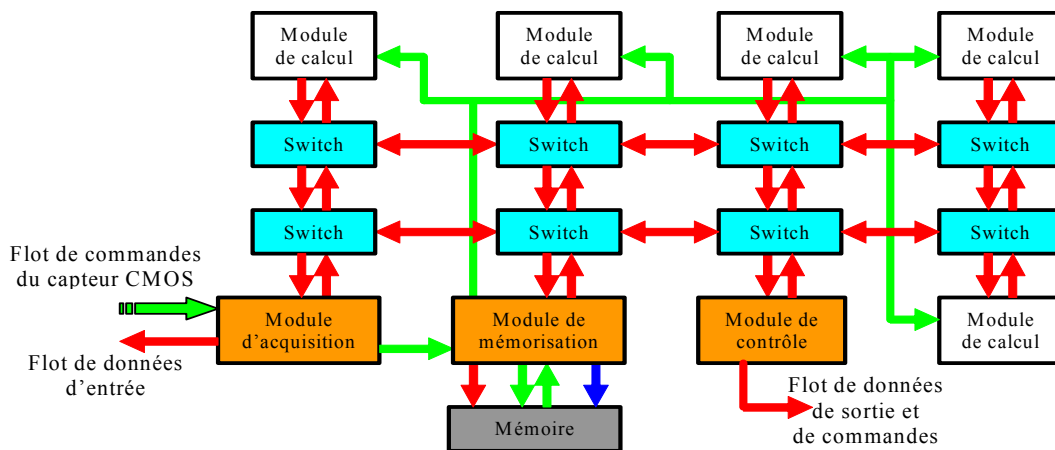 Module
de calcul
Module
de calcul
Module
de calcul
Module
de calcul
Switch
Switch
Switch
Switch
Switch
Switch
Switch
Switch
Flot de commandes
du capteur CMOS
Module
d'acquisition
Module de
mémorisation
Module de
contrôle
Module
de calcul
Flot de données
d'entrée
Flot de données
de sortie et
de commandes
Mémoire